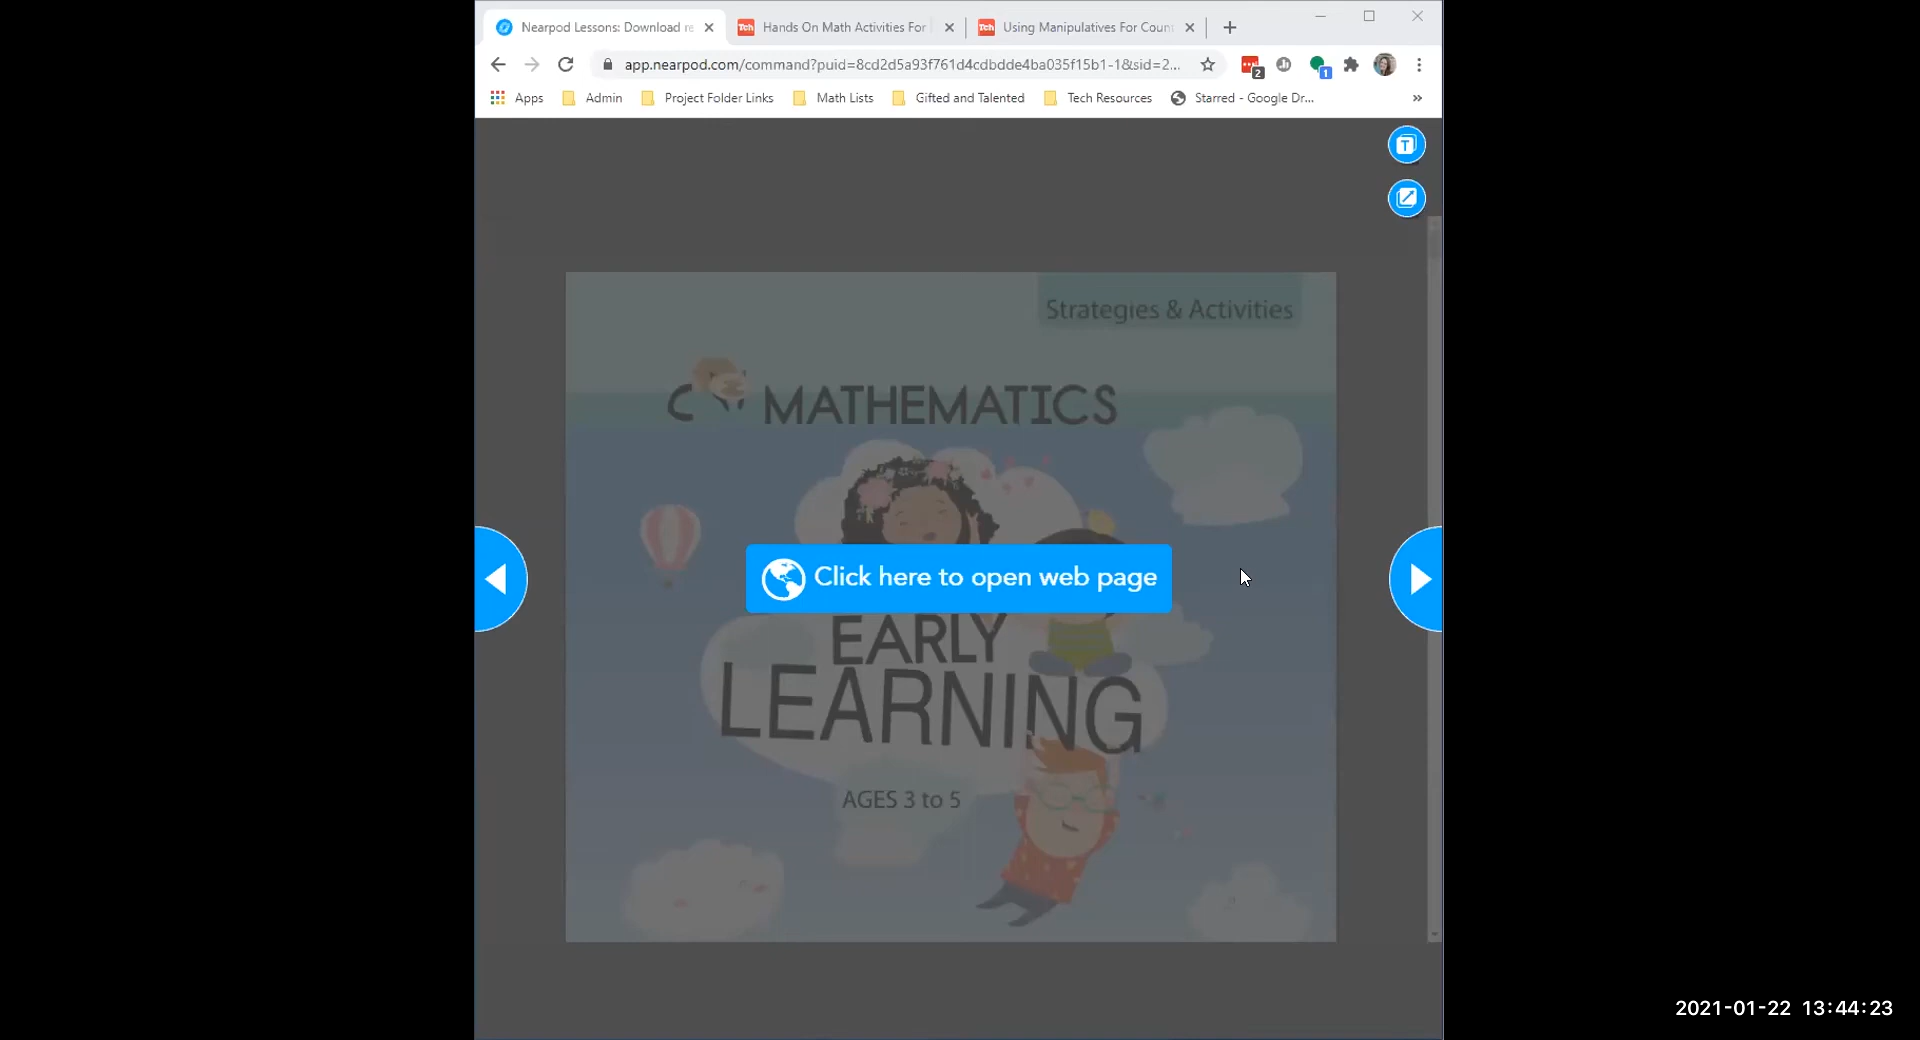 Nearpod Lessons: Download re
Hands On Math Activities For
Using Manipulatives For Coun
app.nearpod.com/command?puid=8cd2d5a93f761d4cdbdde4ba035f15b1-1&sid=2...
2
1
Apps
Admin
Project Folder Links
Math Lists
Gifted and Talented
Tech Resources
Starred - Google Dr...
»
T
Strategies & Activities
MATHEMATICS
Click here to open web page
EARLY
LEARNING
AGES 3 to 5
2021-01-22 13:44:23